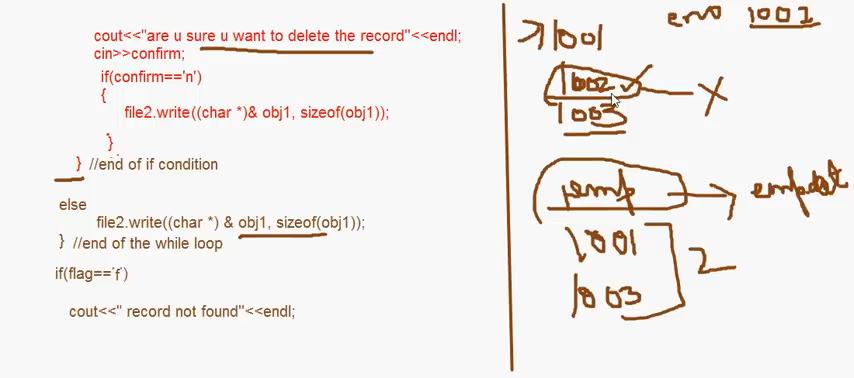 cout<<"are u sure u want to delete the record"<<endl;
cin>>confirm;
if(confirm=='n')
{
file2.write((char *)& obj1, sizeof(obj1));
}
} //end of if condition
else
file2.write((char *) & obj1, sizeof(obj1));
} //end of the while loop
if(flag=='f')
cout<<" record not found"<<endl;
eno 1002
1001
1002
X
1003
temp
empdat
1001
2
1003